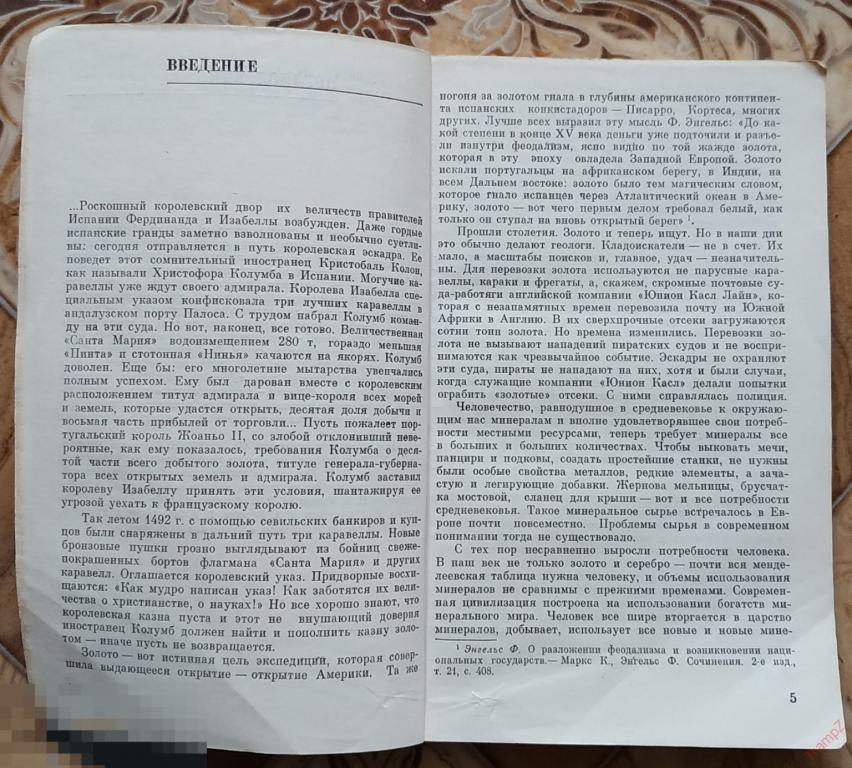 ВВЕДЕНИЕ
...Роскошный королевский двор их величеств правителей
Испании Фердинанда и Изабеллы возбужден. Даже гордые
испанские гранды заметно взволнованы и необычно суетли-
вы: сегодня отправляется в путь королевская эскадра. Ее
поведет этот сомнительный иностранец Кристобаль Колон,
как называли Христофора Колумба в Испании. Могучие ка-
равеллы уже ждут своего адмирала. Королева Изабелла спе-
циальным указом конфисковала три лучших каравеллы в
андалузском порту Палоса. С трудом набрал Колумб коман-
ду на эти суда. Но вот, наконец, все готово. Величественная
«Санта Мария» водоизмещением 280 т, гораздо меньшая
«Пинта» и стотонная «Нинья» качаются на якорях. Колумб
доволен. Еще бы: его многолетние мытарства увенчались
полным успехом. Ему был дарован вместе с королевским
расположением титул адмирала и вице-короля всех морей
и земель, которые удастся открыть, десятая доля добычи и
восьмая часть прибылей от торговли... Пусть пожалеет пор-
тугальский король Жоаньо II, со злобой отклонивший неве-
роятные, как ему показалось, требования Колумба о деся-
той части всего добытого золота, титуле генерала-губерна-
тора всех открытых земель и адмирала. Колумб заставил
королеву Изабеллу принять эти условия, шантажируя ее
угрозой уехать к французскому королю.
Так летом 1492 г. с помощью севильских банкиров и куп-
цов были снаряжены в дальний путь три каравеллы. Новые
бронзовые пушки грозно выглядывают из бойниц свеже-
покрашенных бортов флагмана «Санта Мария» и других
каравелл. Оглашается королевский указ. Придворные восхи-
щаются: «Как мудро написан указ! Как заботятся их вели-
чества о христианстве, о науках!» Но все хорошо знают, что
королевская казна пуста и этот не внушающий доверия
иностранец Колумб должен найти и пополнить казну золо-
том — иначе пусть не возвращается.
Золото — вот истинная цель экспедиции, которая совер-
шила выдающееся открытие — открытие Америки. Та же
погоня за золотом гнала в глубины американского континен-
та испанских конкистадоров — Писарро, Кортеса, многих
других. Лучше всех выразил эту мысль Ф. Энгельс: «До ка-
кой степени в конце XV века деньги уже подточили и разъе-
ли изнутри феодализм, ясно видно по той жажде золота,
которая в эту эпоху овладела Западной Европой. Золото
искали португальцы на африканском берегу, в Индии, на
всем Дальнем востоке: золото было тем магическим словом,
которое гнало испанцев через Атлантический океан в Аме-
рику, золото — вот чего первым делом требовал белый, как
только он ступал на вновь открытый берег» ¹.
Прошли столетия. Золото и теперь ищут. Но в наши дни
это обычно делают геологи. Кладоискатели — не в счет. Их
мало, а масштабы поисков и, главное, удач — незначитель-
ны. Для перевозки золота используются не парусные кара-
веллы, караки и фрегаты, а, скажем, скромные почтовые су-
да-работяги английской компании «Юнион Касл Лайн», ко-
торая с незапамятных времен перевозила почту из Южной
Африки в Англию. В их сверхпрочные отсеки загружаются
сотни тонн золота. Но времена изменились. Перевозки зо-
лота не вызывают нападений пиратских судов и не воспри-
нимаются как чрезвычайное событие. Эскадры не охраняют
эти суда, пираты не нападают на них, хотя и были случаи,
когда служащие компании «Юнион Касл» делали попытки
ограбить «золотые» отсеки. С ними справлялась полиция.
Человечество, равнодушное в средневековье к окружаю-
щим нас минералам и вполне удовлетворявшее свои потреб-
ности местными ресурсами, теперь требует минералы все
в больших и больших количествах. Чтобы выковать мечи,
панцири и подковы, создать простейшие станки, не нужны
были особые свойства металлов, редкие элементы, а зача-
стую и легирующие добавки. Жернова мельницы, брусчат-
ка мостовой, сланец для крыши — вот и все потребности
средневековья. Такое минеральное сырье встречалось в Ев-
ропе почти повсеместно. Проблемы сырья в современном
понимании тогда не существовало.
С тех пор несравненно выросли потребности человека.
В наш век не только золото и серебро — почти вся менде-
леевская таблица нужна человеку, и объемы использования
минералов не сравнимы с прежними временами. Современ-
ная цивилизация построена на использовании богатств ми-
нерального мира. Человек все шире вторгается в царство
минералов, добывает, использует все новые и новые мине-
¹ Энгельс Ф. О разложении феодализма и возникновении наци-
ональных государств.— Маркс К., Энгельс Ф. Сочинения. 2-е изд.,
т. 21, с. 408.
5